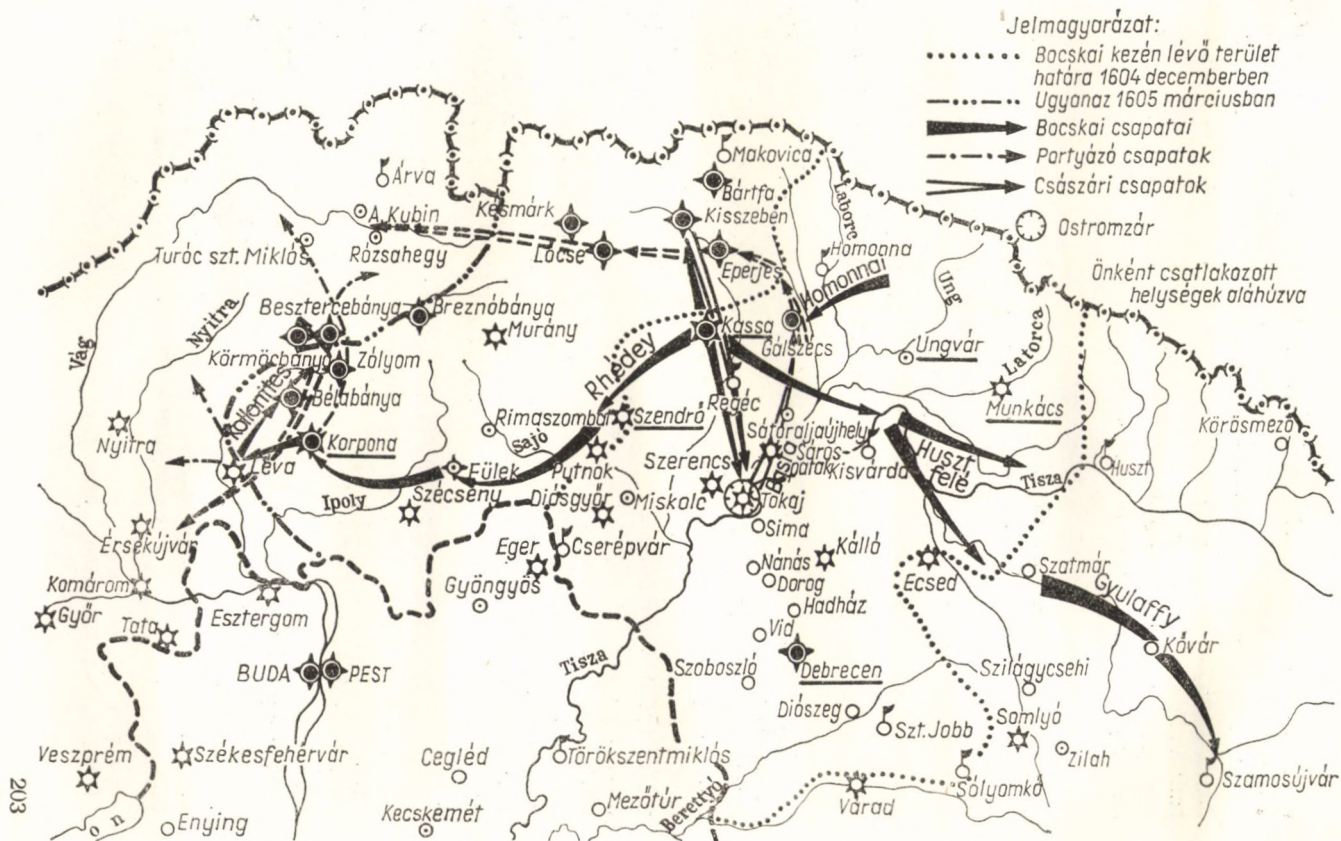 Jelmagyarázat:
Bocskai kezén lévő terület
határa 1604 decemberben
Ugyanaz 1605 márciusban
Bocskai csapatai
Portyázó csapatok
Császári csapatok
Ostromzár
Önként csatlakozott
helységek aláhúzva
Makovica
Árva
Bártfa
A. Kubin
Késmárk
Kisszeben
Laborc
Turóc szt. Miklós
Rózsahegy
Lőcse
Eperjes
Homonna
Homonnai
Ung
Nyitra
Besztercebánya
Breznóbánya
Murány
Kassa
Gálszécs
Ungvár
Latorca
Vág
Körmöcbánya
Zólyom
Rhédey
Kollonits
Bélabánya
Regéc
Munkács
Nyitra
Korpona
Rimaszomba
Szendrő
Sajó
Sátoraljaújhely
Sáros
patak
Kisvárda
Huszt
felé
Huszt
Kőrösmező
Léva
Fülek
Putnok
Szerencs
Tisza
Ipoly
Szécsény
Diósgyőr
Miskolc
Tokaj
Básta
Sima
Érsekújvár
Eger
Cserépvár
Nánás
Kálló
Dorog
Ecsed
Szatmár
Komárom
Gyöngyös
Hadház
Gyulaffy
Győr
Tata
Esztergom
Vid
Kővár
BUDA
PEST
Tisza
Szoboszló
Debrecen
Szilágycsehi
Diószeg
Szt. Jobb
Somlyó
Zilah
Veszprém
Székesfehérvár
Cegléd
Törökszentmiklós
Sólyomkő
Szamosújvár
Várad
Berettyó
Mezőtúr
Kecskemét
Enying
on
203